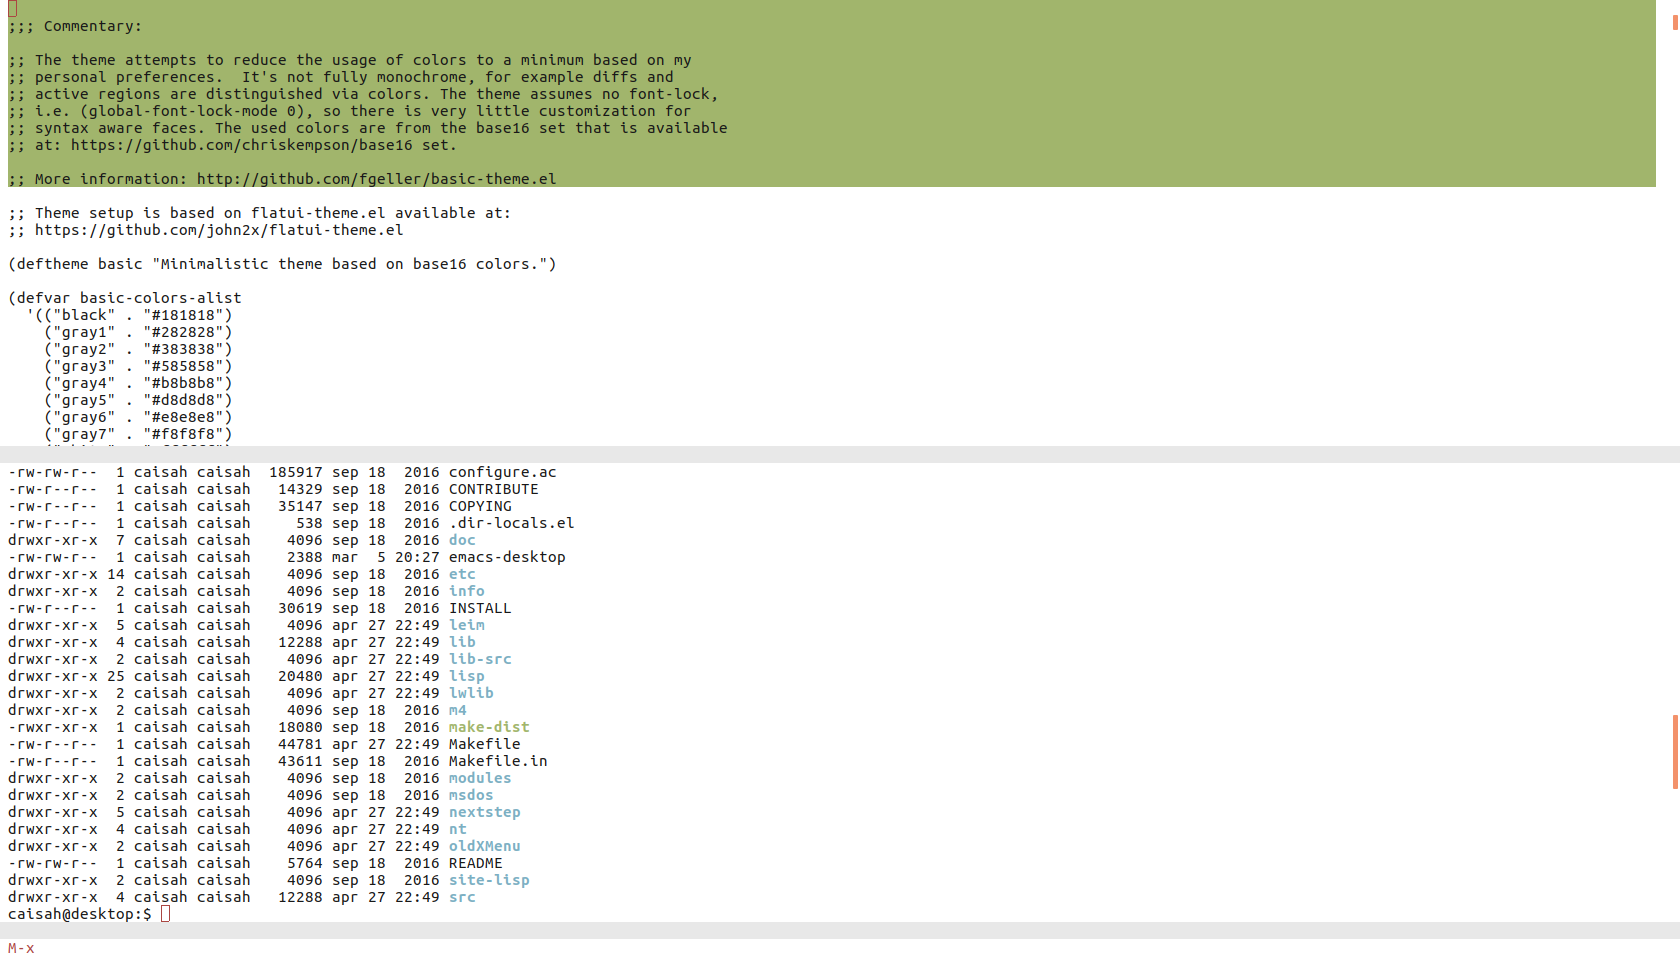 ;;; Commentary:
;; The theme attempts to reduce the usage of colors to a minimum based on my
;; personal preferences.  It's not fully monochrome, for example diffs and
;; active regions are distinguished via colors. The theme assumes no font-lock,
;; i.e. (global-font-lock-mode 0), so there is very little customization for
;; syntax aware faces. The used colors are from the base16 set that is available
;; at: https://github.com/chriskempson/base16 set.
;; More information: http://github.com/fgeller/basic-theme.el
;; Theme setup is based on flatui-theme.el available at:
;; https://github.com/john2x/flatui-theme.el
(deftheme basic "Minimalistic theme based on base16 colors.")
(defvar basic-colors-alist
  '(("black" . "#181818")
    ("gray1" . "#282828")
    ("gray2" . "#383838")
    ("gray3" . "#585858")
    ("gray4" . "#b8b8b8")
    ("gray5" . "#d8d8d8")
    ("gray6" . "#e8e8e8")
    ("gray7" . "#f8f8f8")
-rw-rw-r--  1 caisah caisah  185917 sep 18  2016 configure.ac
-rw-r--r--  1 caisah caisah   14329 sep 18  2016 CONTRIBUTE
-rw-r--r--  1 caisah caisah   35147 sep 18  2016 COPYING
-rw-r--r--  1 caisah caisah     538 sep 18  2016 .dir-locals.el
drwxr-xr-x  7 caisah caisah    4096 sep 18  2016 doc
-rw-rw-r--  1 caisah caisah    2388 mar  5 20:27 emacs-desktop
drwxr-xr-x 14 caisah caisah    4096 sep 18  2016 etc
drwxr-xr-x  2 caisah caisah    4096 sep 18  2016 info
-rw-r--r--  1 caisah caisah   30619 sep 18  2016 INSTALL
drwxr-xr-x  5 caisah caisah    4096 apr 27 22:49 leim
drwxr-xr-x  4 caisah caisah   12288 apr 27 22:49 lib
drwxr-xr-x  2 caisah caisah    4096 apr 27 22:49 lib-src
drwxr-xr-x 25 caisah caisah   20480 apr 27 22:49 lisp
drwxr-xr-x  2 caisah caisah    4096 apr 27 22:49 lwlib
drwxr-xr-x  2 caisah caisah    4096 sep 18  2016 m4
-rwxr-xr-x  1 caisah caisah   18080 sep 18  2016 make-dist
-rw-r--r--  1 caisah caisah   44781 apr 27 22:49 Makefile
-rw-r--r--  1 caisah caisah   43611 sep 18  2016 Makefile.in
drwxr-xr-x  2 caisah caisah    4096 sep 18  2016 modules
drwxr-xr-x  2 caisah caisah    4096 sep 18  2016 msdos
drwxr-xr-x  5 caisah caisah    4096 apr 27 22:49 nextstep
drwxr-xr-x  4 caisah caisah    4096 apr 27 22:49 nt
drwxr-xr-x  2 caisah caisah    4096 apr 27 22:49 oldXMenu
-rw-rw-r--  1 caisah caisah    5764 sep 18  2016 README
drwxr-xr-x  2 caisah caisah    4096 sep 18  2016 site-lisp
drwxr-xr-x  4 caisah caisah   12288 apr 27 22:49 src
caisah@desktop:$
M-x